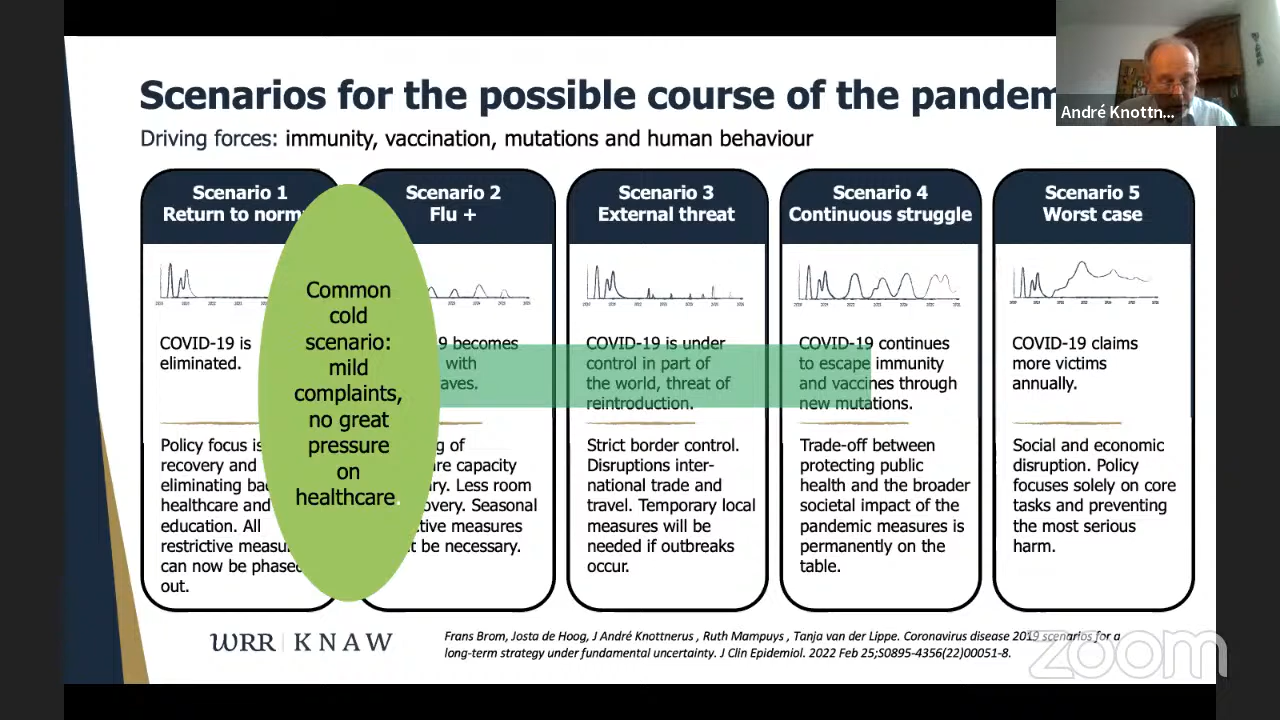 Scenarios for the possible course of the pandem
André Knottn...
Driving forces: immunity, vaccination, mutations and human behaviour
Scenario 1
Return to norm
Scenario 2
Flu +
Scenario 3
External threat
Scenario 4
Continuous struggle
Scenario 5
Worst case
Common
cold
scenario:
mild
complaints,
no great
pressure
on
healthcare.
COVID-19 is
eliminated.
9 becomes
with
aves.
COVID-19 is under
control in part of
the world, threat of
reintroduction.
COVID-19 continues
to escape immunity
and vaccines through
new mutations.
COVID-19 claims
more victims
annually.
Policy focus is
recovery and
eliminating ba
healthcare and
education. All
restrictive measu
can now be phased
out.
g of
re capacity
ry. Less room
overy. Seasonal
tive measures
t be necessary.
Strict border control.
Disruptions inter-
national trade and
travel. Temporary local
measures will be
needed if outbreaks
occur.
Trade-off between
protecting public
health and the broader
societal impact of the
pandemic measures is
permanently on the
table.
Social and economic
disruption. Policy
focuses solely on core
tasks and preventing
the most serious
harm.
WRR | KNAW
Frans Brom, Josta de Hoog, J André Knottnerus , Ruth Mampuys , Tanja van der Lippe. Coronavirus disease 2019 scenarios for a
long-term strategy under fundamental uncertainty. J Clin Epidemiol. 2022 Feb 25;S0895-4356(22)00051-8.
zoom